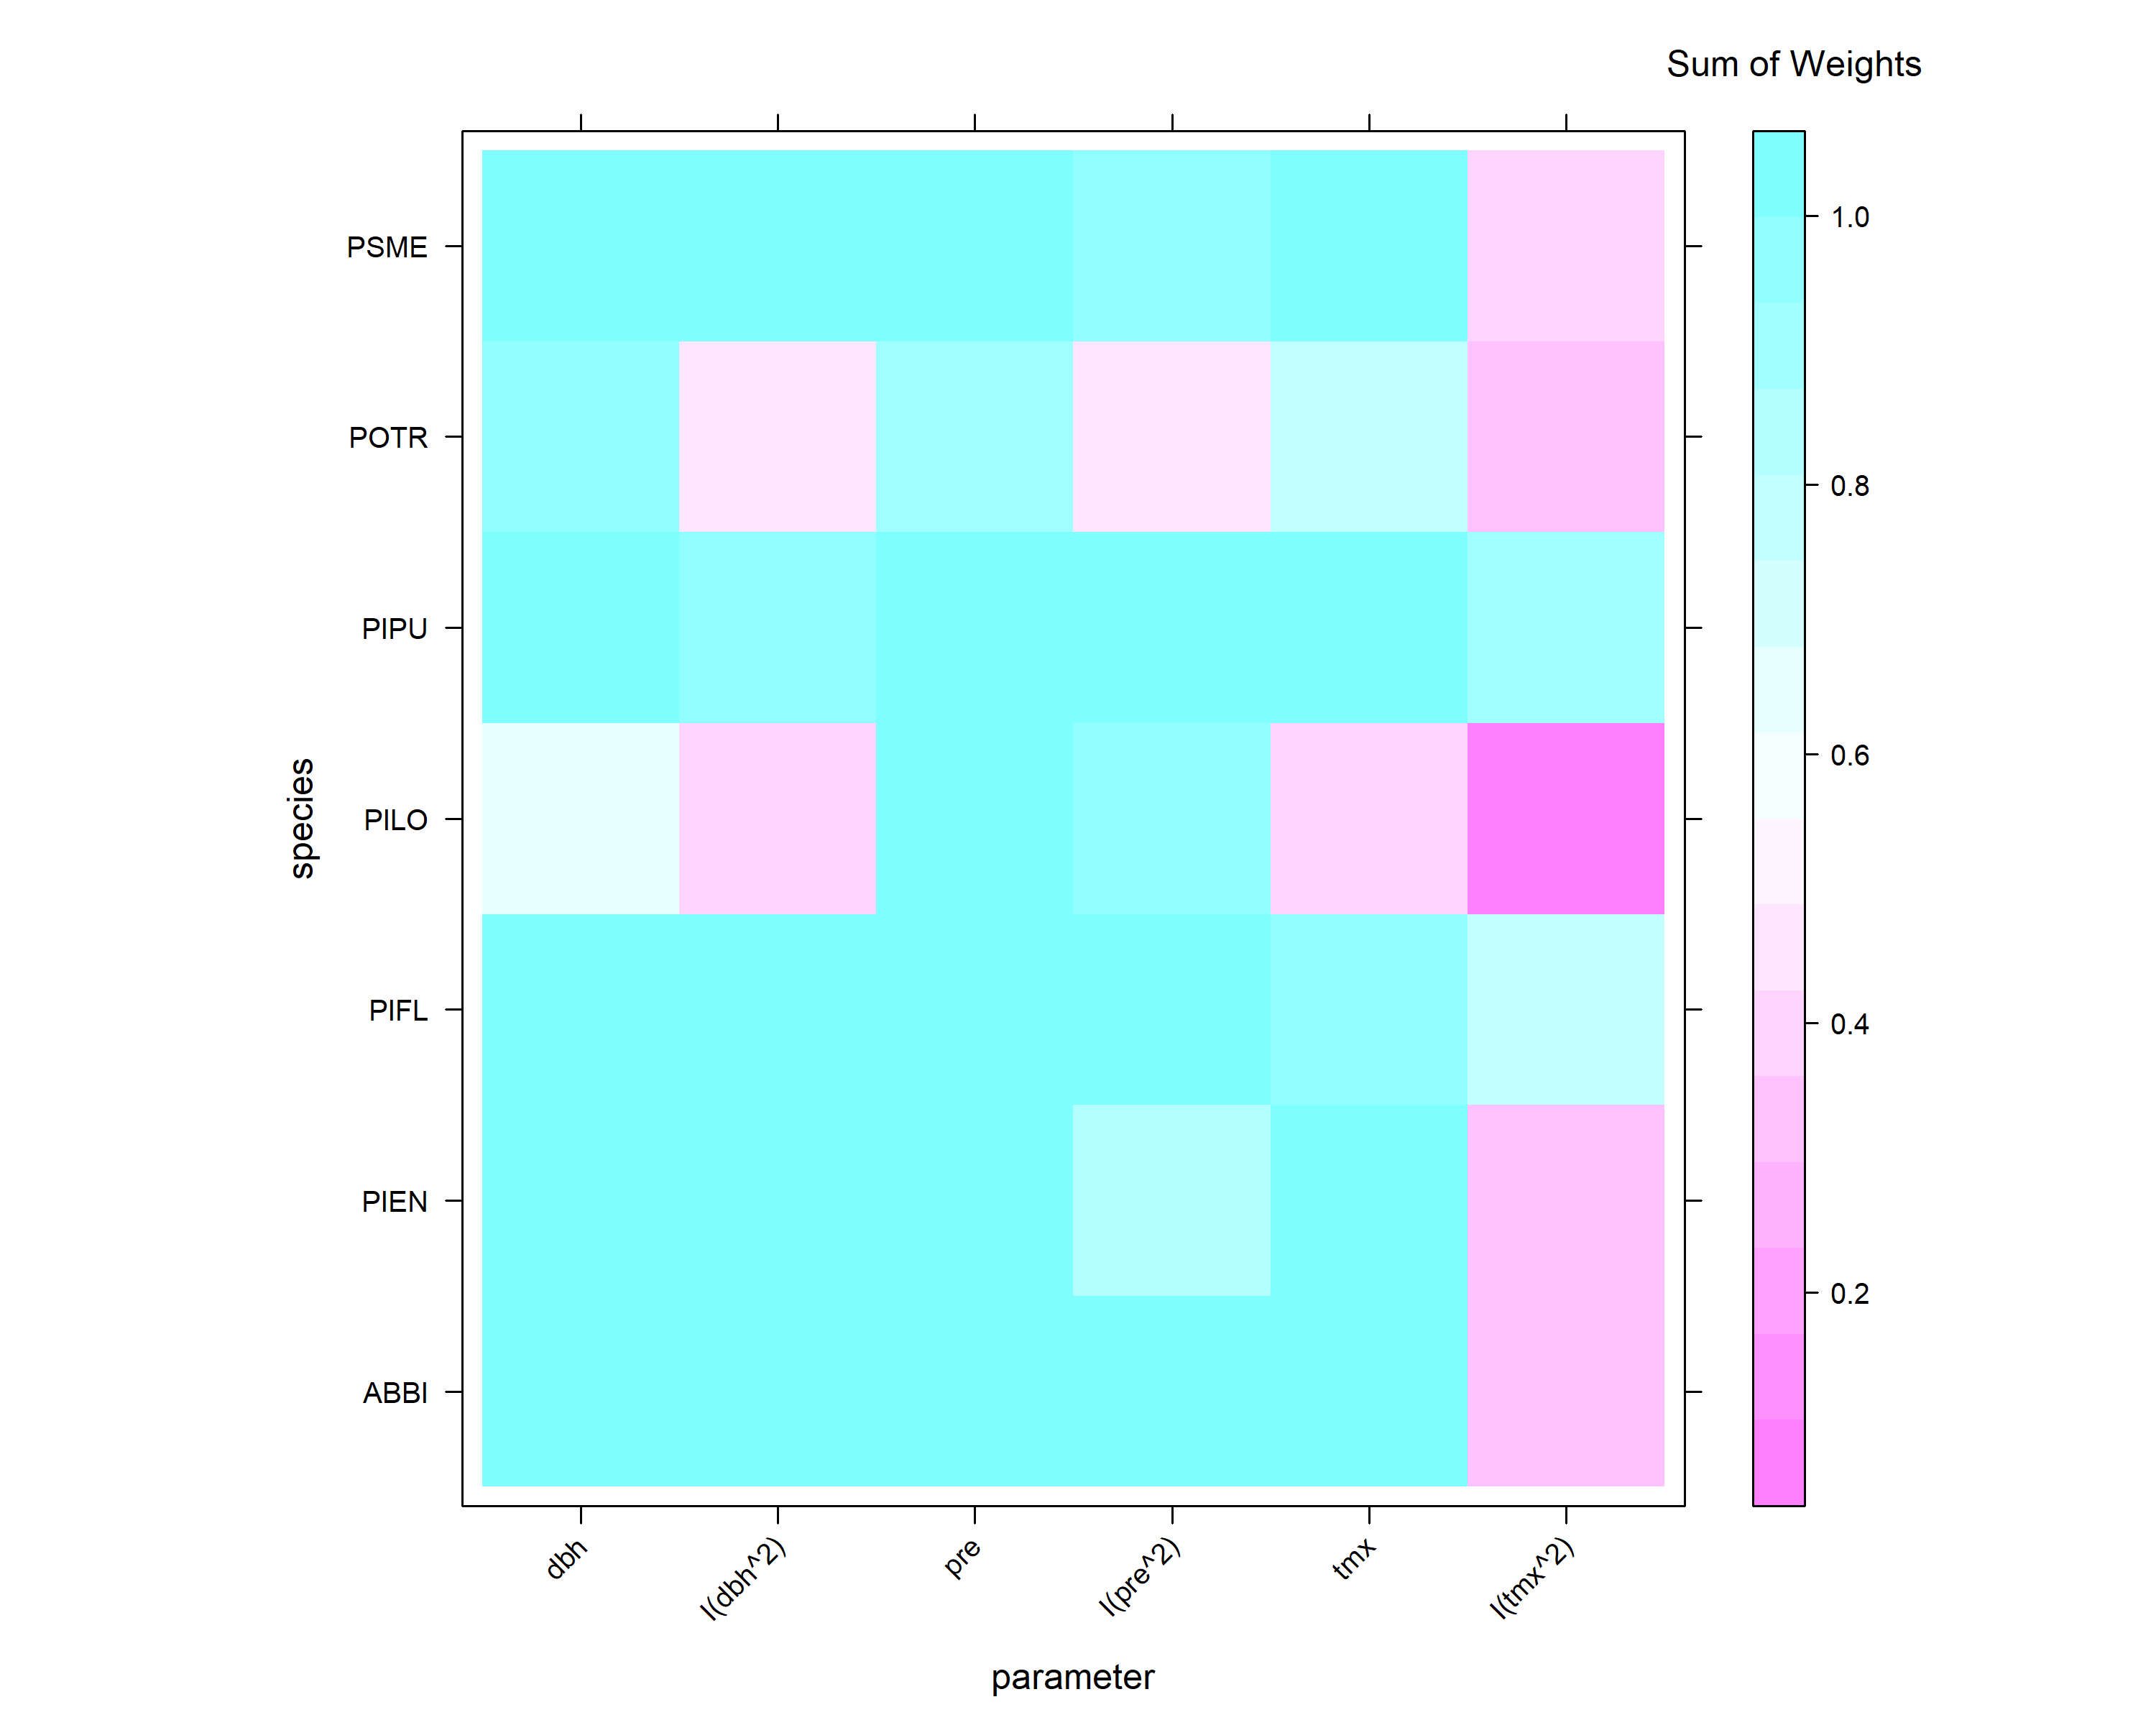 Sum of Weights
PSME
POTR
PIPU
PILO
PIFL
PIEN
ABBI
species
1.0
0.8
0.6
0.4
0.2
dbh
I(dbh^2)
pre
I(pre^2)
tmx
I(tmx^2)
parameter